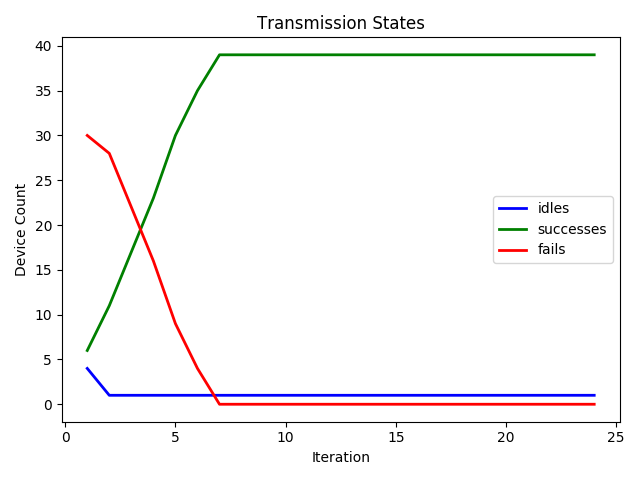 Transmission States
Device Count
40
35
30
25
20
15
10
5
0
idles
successes
fails
0 5 10 15 20 25
Iteration